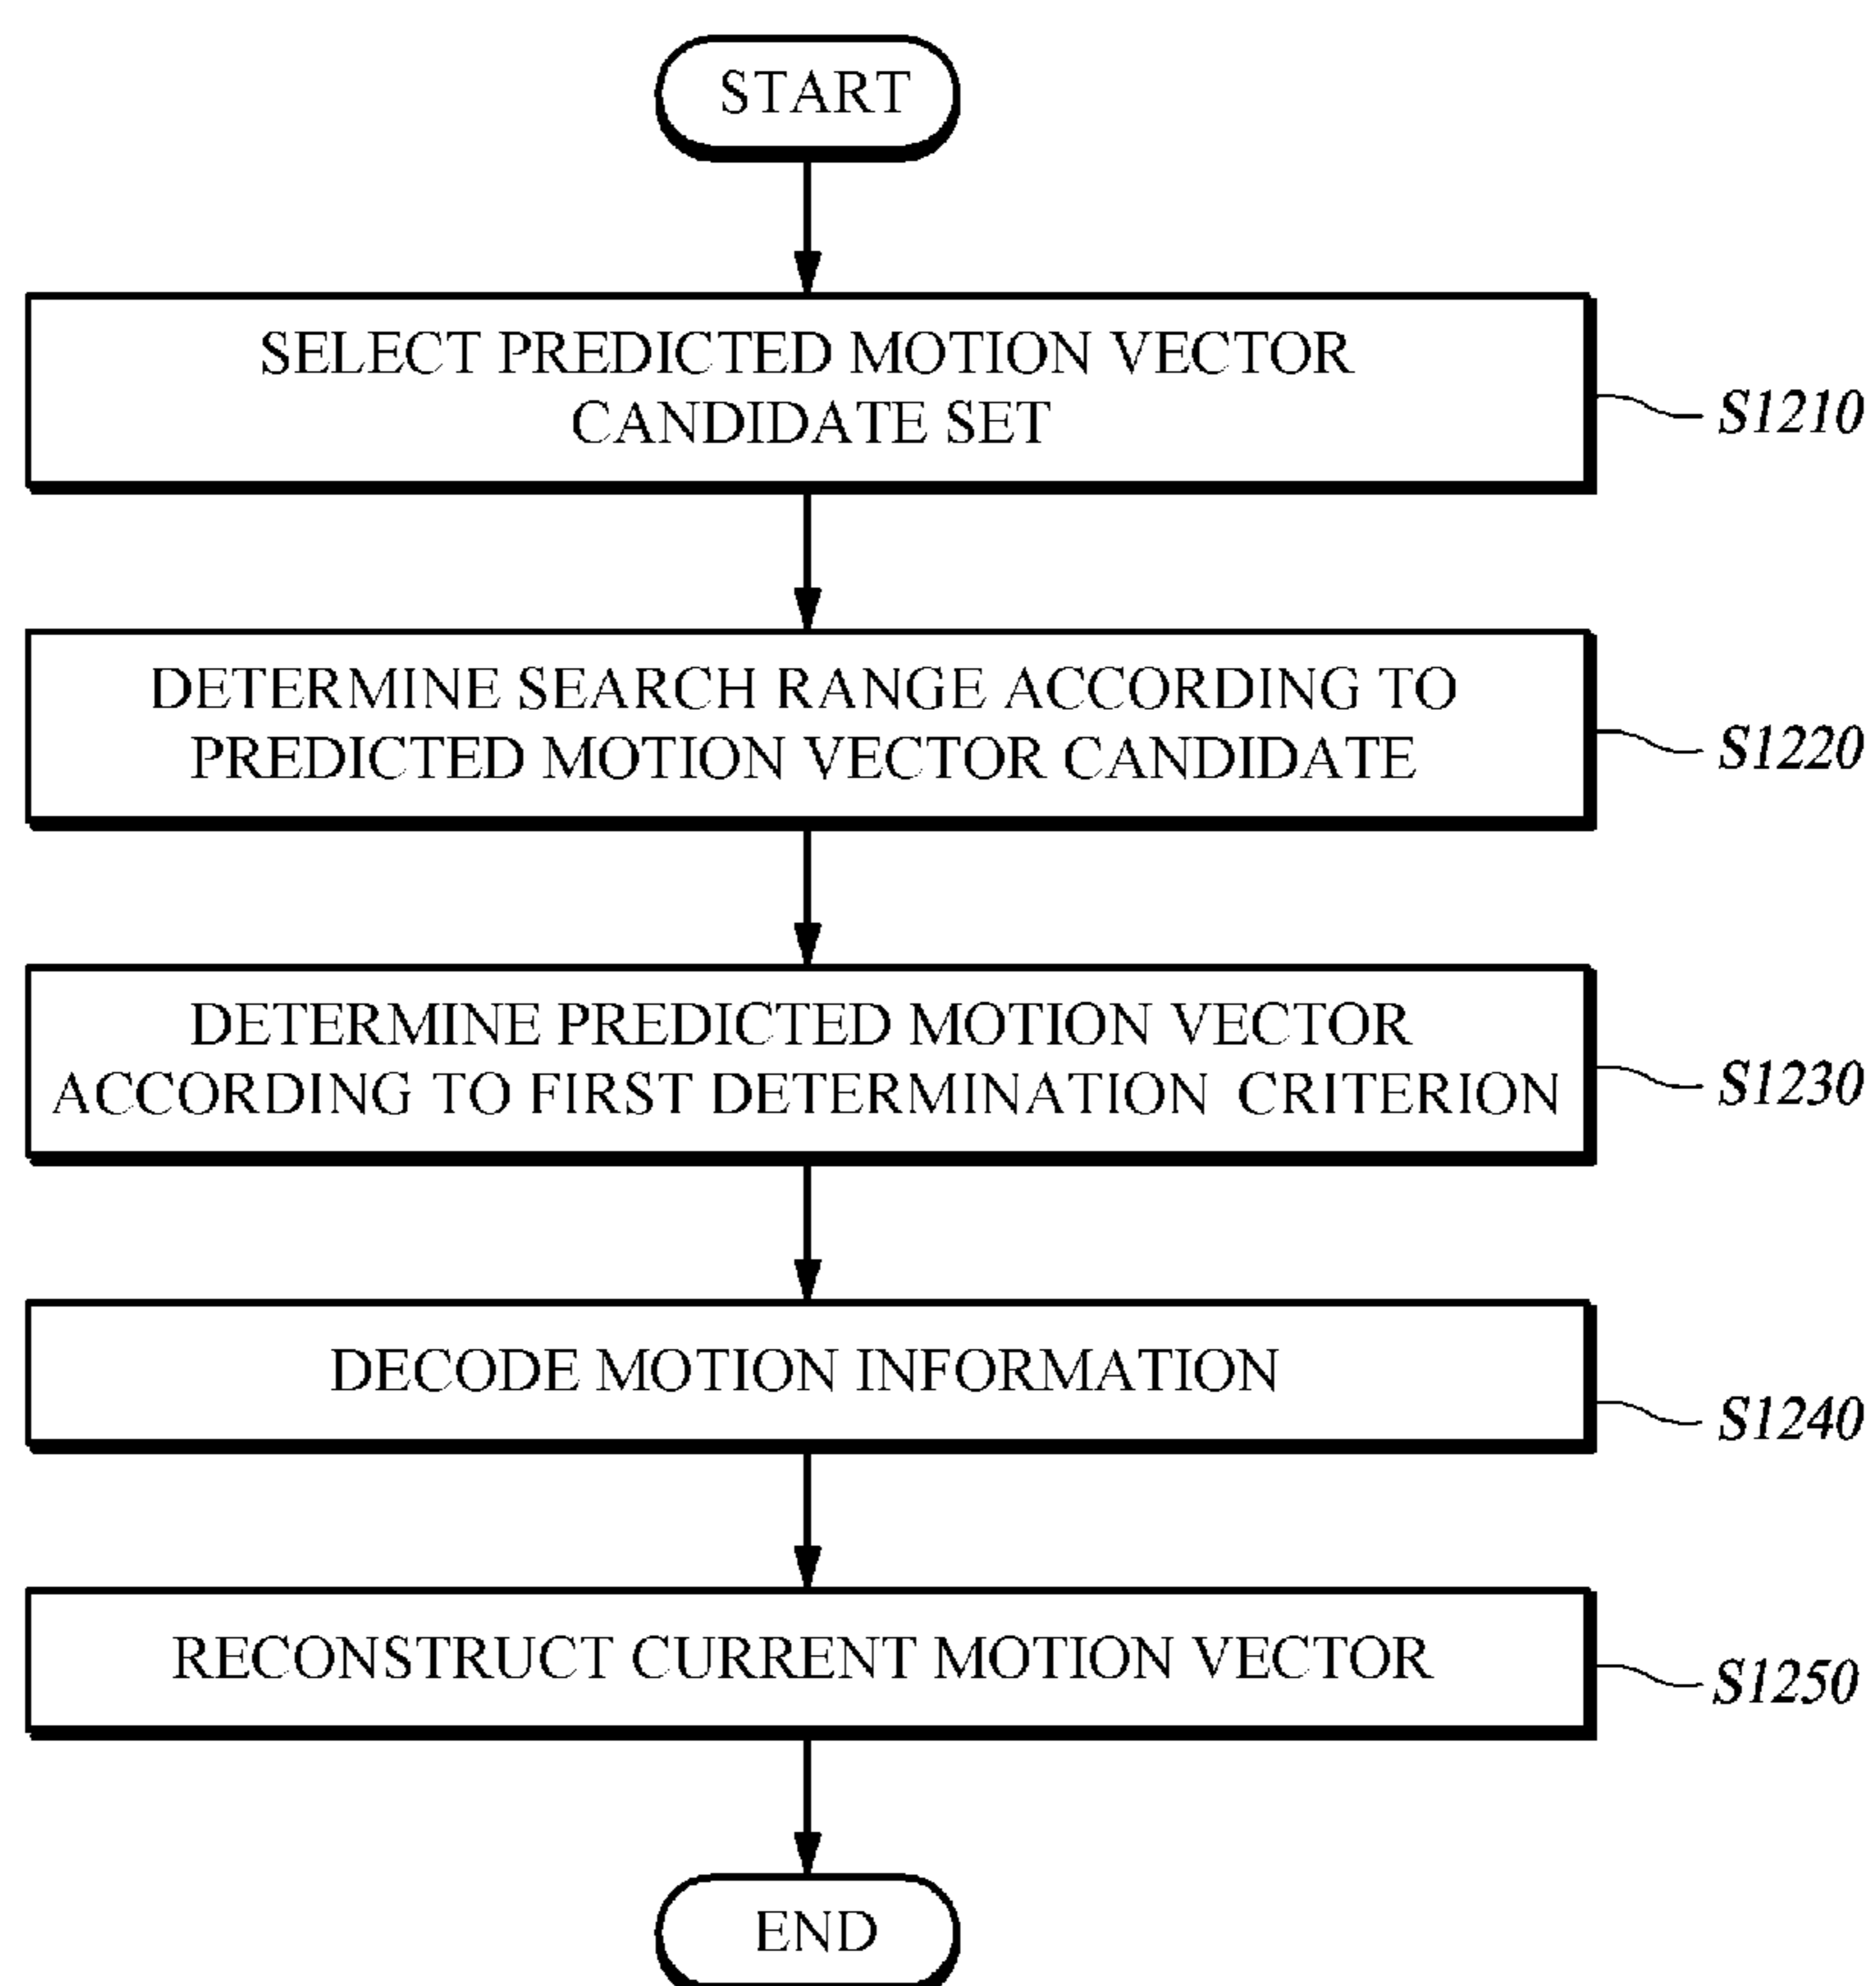 START
SELECT PREDICTED MOTION VECTOR
CANDIDATE SET
S1210
DETERMINE SEARCH RANGE ACCORDING TO
PREDICTED MOTION VECTOR CANDIDATE
S1220
DETERMINE PREDICTED MOTION VECTOR
ACCORDING TO FIRST DETERMINATION CRITERION
S1230
DECODE MOTION INFORMATION
S1240
RECONSTRUCT CURRENT MOTION VECTOR
S1250
END